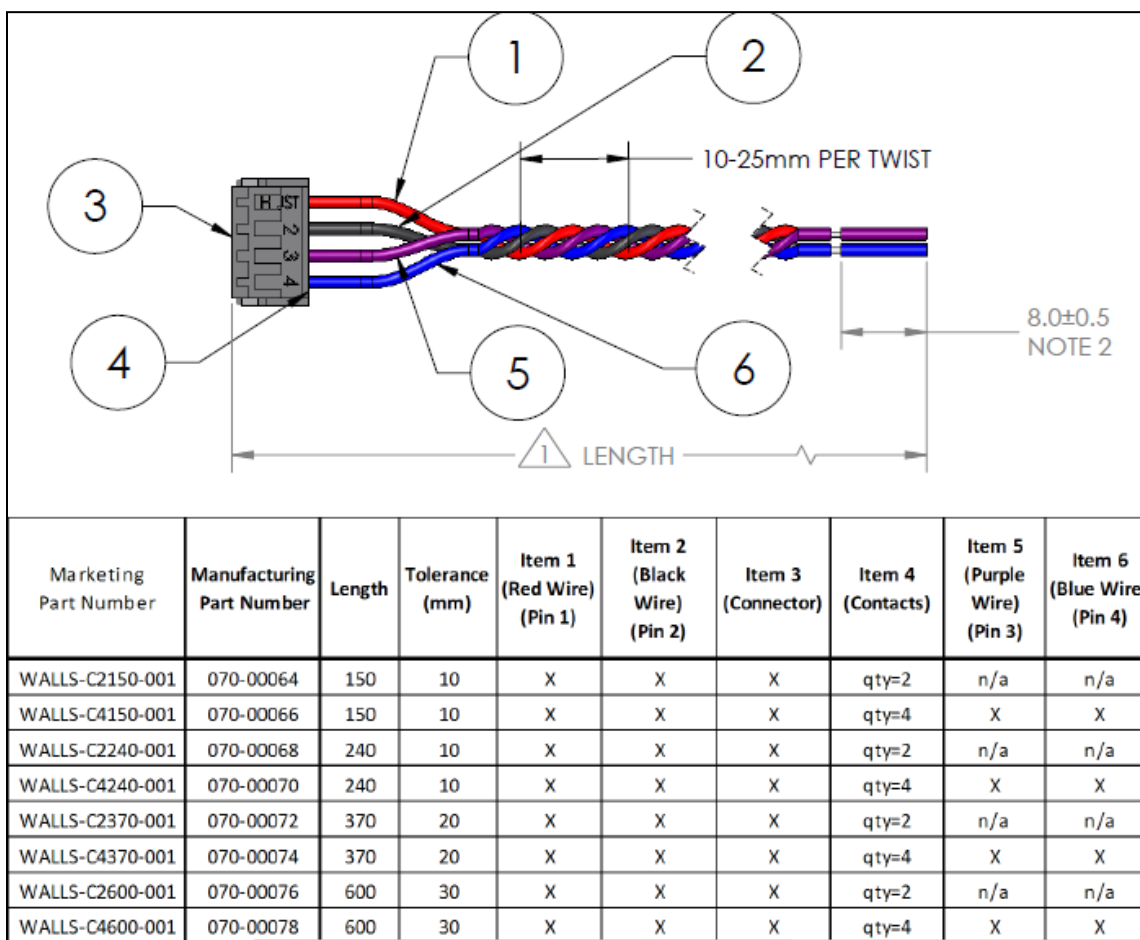 1
2
10-25mm PER TWIST
3
H JST
2
3
4
8.0±0.5
NOTE 2
4
5
6
1 LENGTH
Marketing Part Number | Manufacturing Part Number | Length | Tolerance (mm) | Item 1 (Red Wire) (Pin 1) | Item 2 (Black Wire) (Pin 2) | Item 3 (Connector) | Item 4 (Contacts) | Item 5 (Purple Wire) (Pin 3) | Item 6 (Blue Wire (Pin 4)
WALLS-C2150-001 | 070-00064 | 150 | 10 | X | X | X | qty=2 | n/a | n/a
WALLS-C4150-001 | 070-00066 | 150 | 10 | X | X | X | qty=4 | X | X
WALLS-C2240-001 | 070-00068 | 240 | 10 | X | X | X | qty=2 | n/a | n/a
WALLS-C4240-001 | 070-00070 | 240 | 10 | X | X | X | qty=4 | X | X
WALLS-C2370-001 | 070-00072 | 370 | 20 | X | X | X | qty=2 | n/a | n/a
WALLS-C4370-001 | 070-00074 | 370 | 20 | X | X | X | qty=4 | X | X
WALLS-C2600-001 | 070-00076 | 600 | 30 | X | X | X | qty=2 | n/a | n/a
WALLS-C4600-001 | 070-00078 | 600 | 30 | X | X | X | qty=4 | X | X